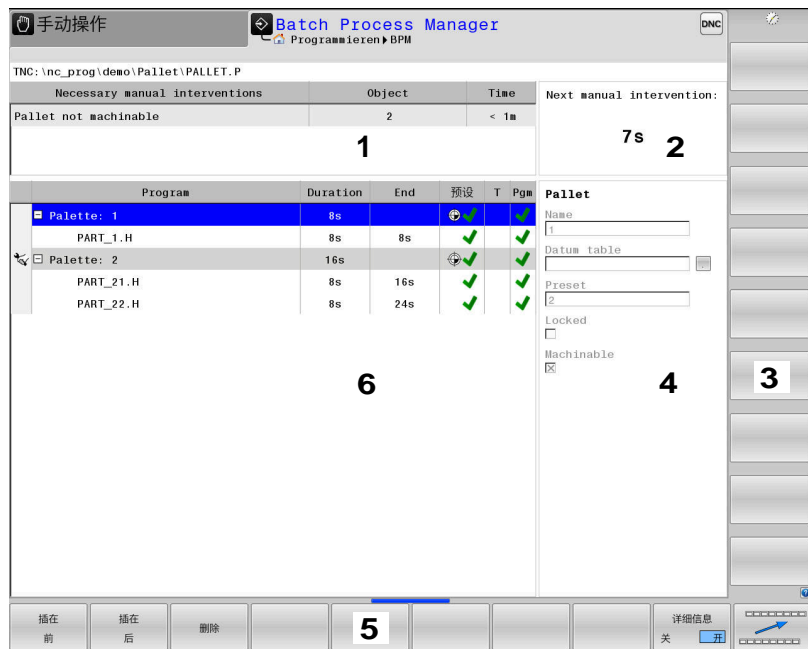 手动操作
Batch Process Manager
DNC
Programmieren BPM
TNC:\nc_prog\demo\Pallet\PALLET.P
Necessary manual interventions Object Time
Pallet not machinable 2 < 1m
1
Next manual intervention:
7s
2
Program Duration End 预设 T Pgm
Palette: 1 8s
PART_1.H 8s 8s
Palette: 2 16s
PART_21.H 8s 16s
PART_22.H 8s 24s
6
Pallet
Name
1
Datum table
Preset
2
Locked
Machinable
4
3
插在前
插在后
删除
5
详细信息
关 开